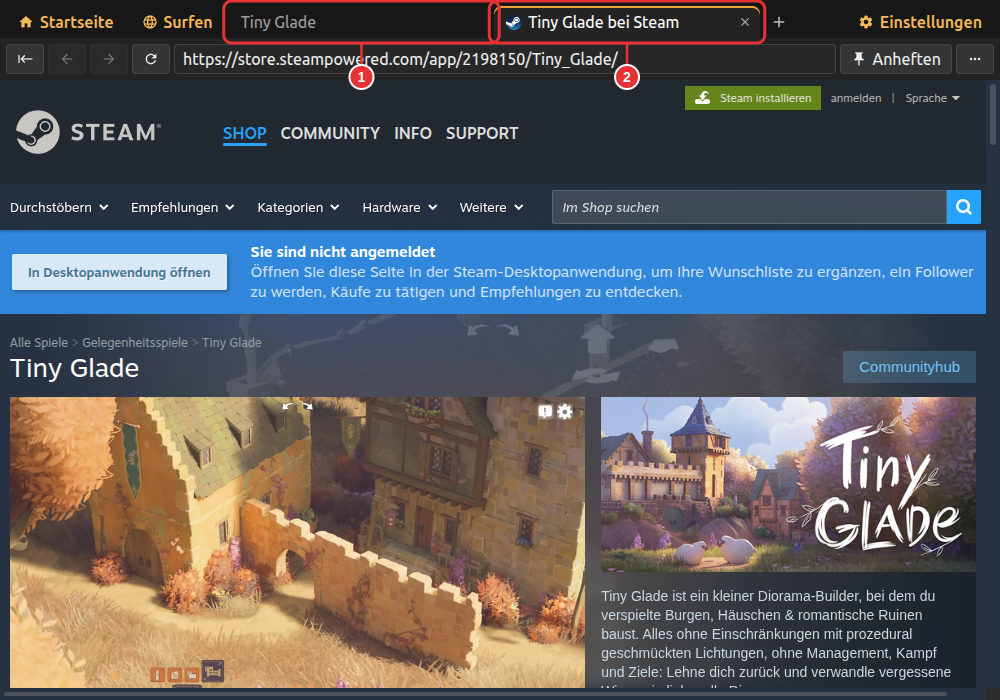 Startseite
Surfen
Tiny Glade
Tiny Glade bei Steam
Einstellungen
https://store.steampowered.com/app/2198150/Tiny_Glade/
Anheften
1
2
Steam installieren
anmelden | Sprache
STEAM®
SHOP COMMUNITY INFO SUPPORT
Durchstöbern Empfehlungen Kategorien Hardware Weitere
Im Shop suchen
In Desktopanwendung öffnen
Sie sind nicht angemeldet
Öffnen Sie diese Seite in der Steam-Desktopanwendung, um Ihre Wunschliste zu ergänzen, ein Follower
zu werden, Käufe zu tätigen und Empfehlungen zu entdecken.
Alle Spiele > Gelegenheitsspiele > Tiny Glade
Tiny Glade
Communityhub
Tiny
GLADE
Tiny Glade ist ein kleiner Diorama-Builder, bei dem du
verspielte Burgen, Häuschen & romantische Ruinen
baust. Alles ohne Einschränkungen mit prozedural
geschmückten Lichtungen, ohne Management, Kampf
und Ziele: Lehne dich zurück und verwandle vergessene